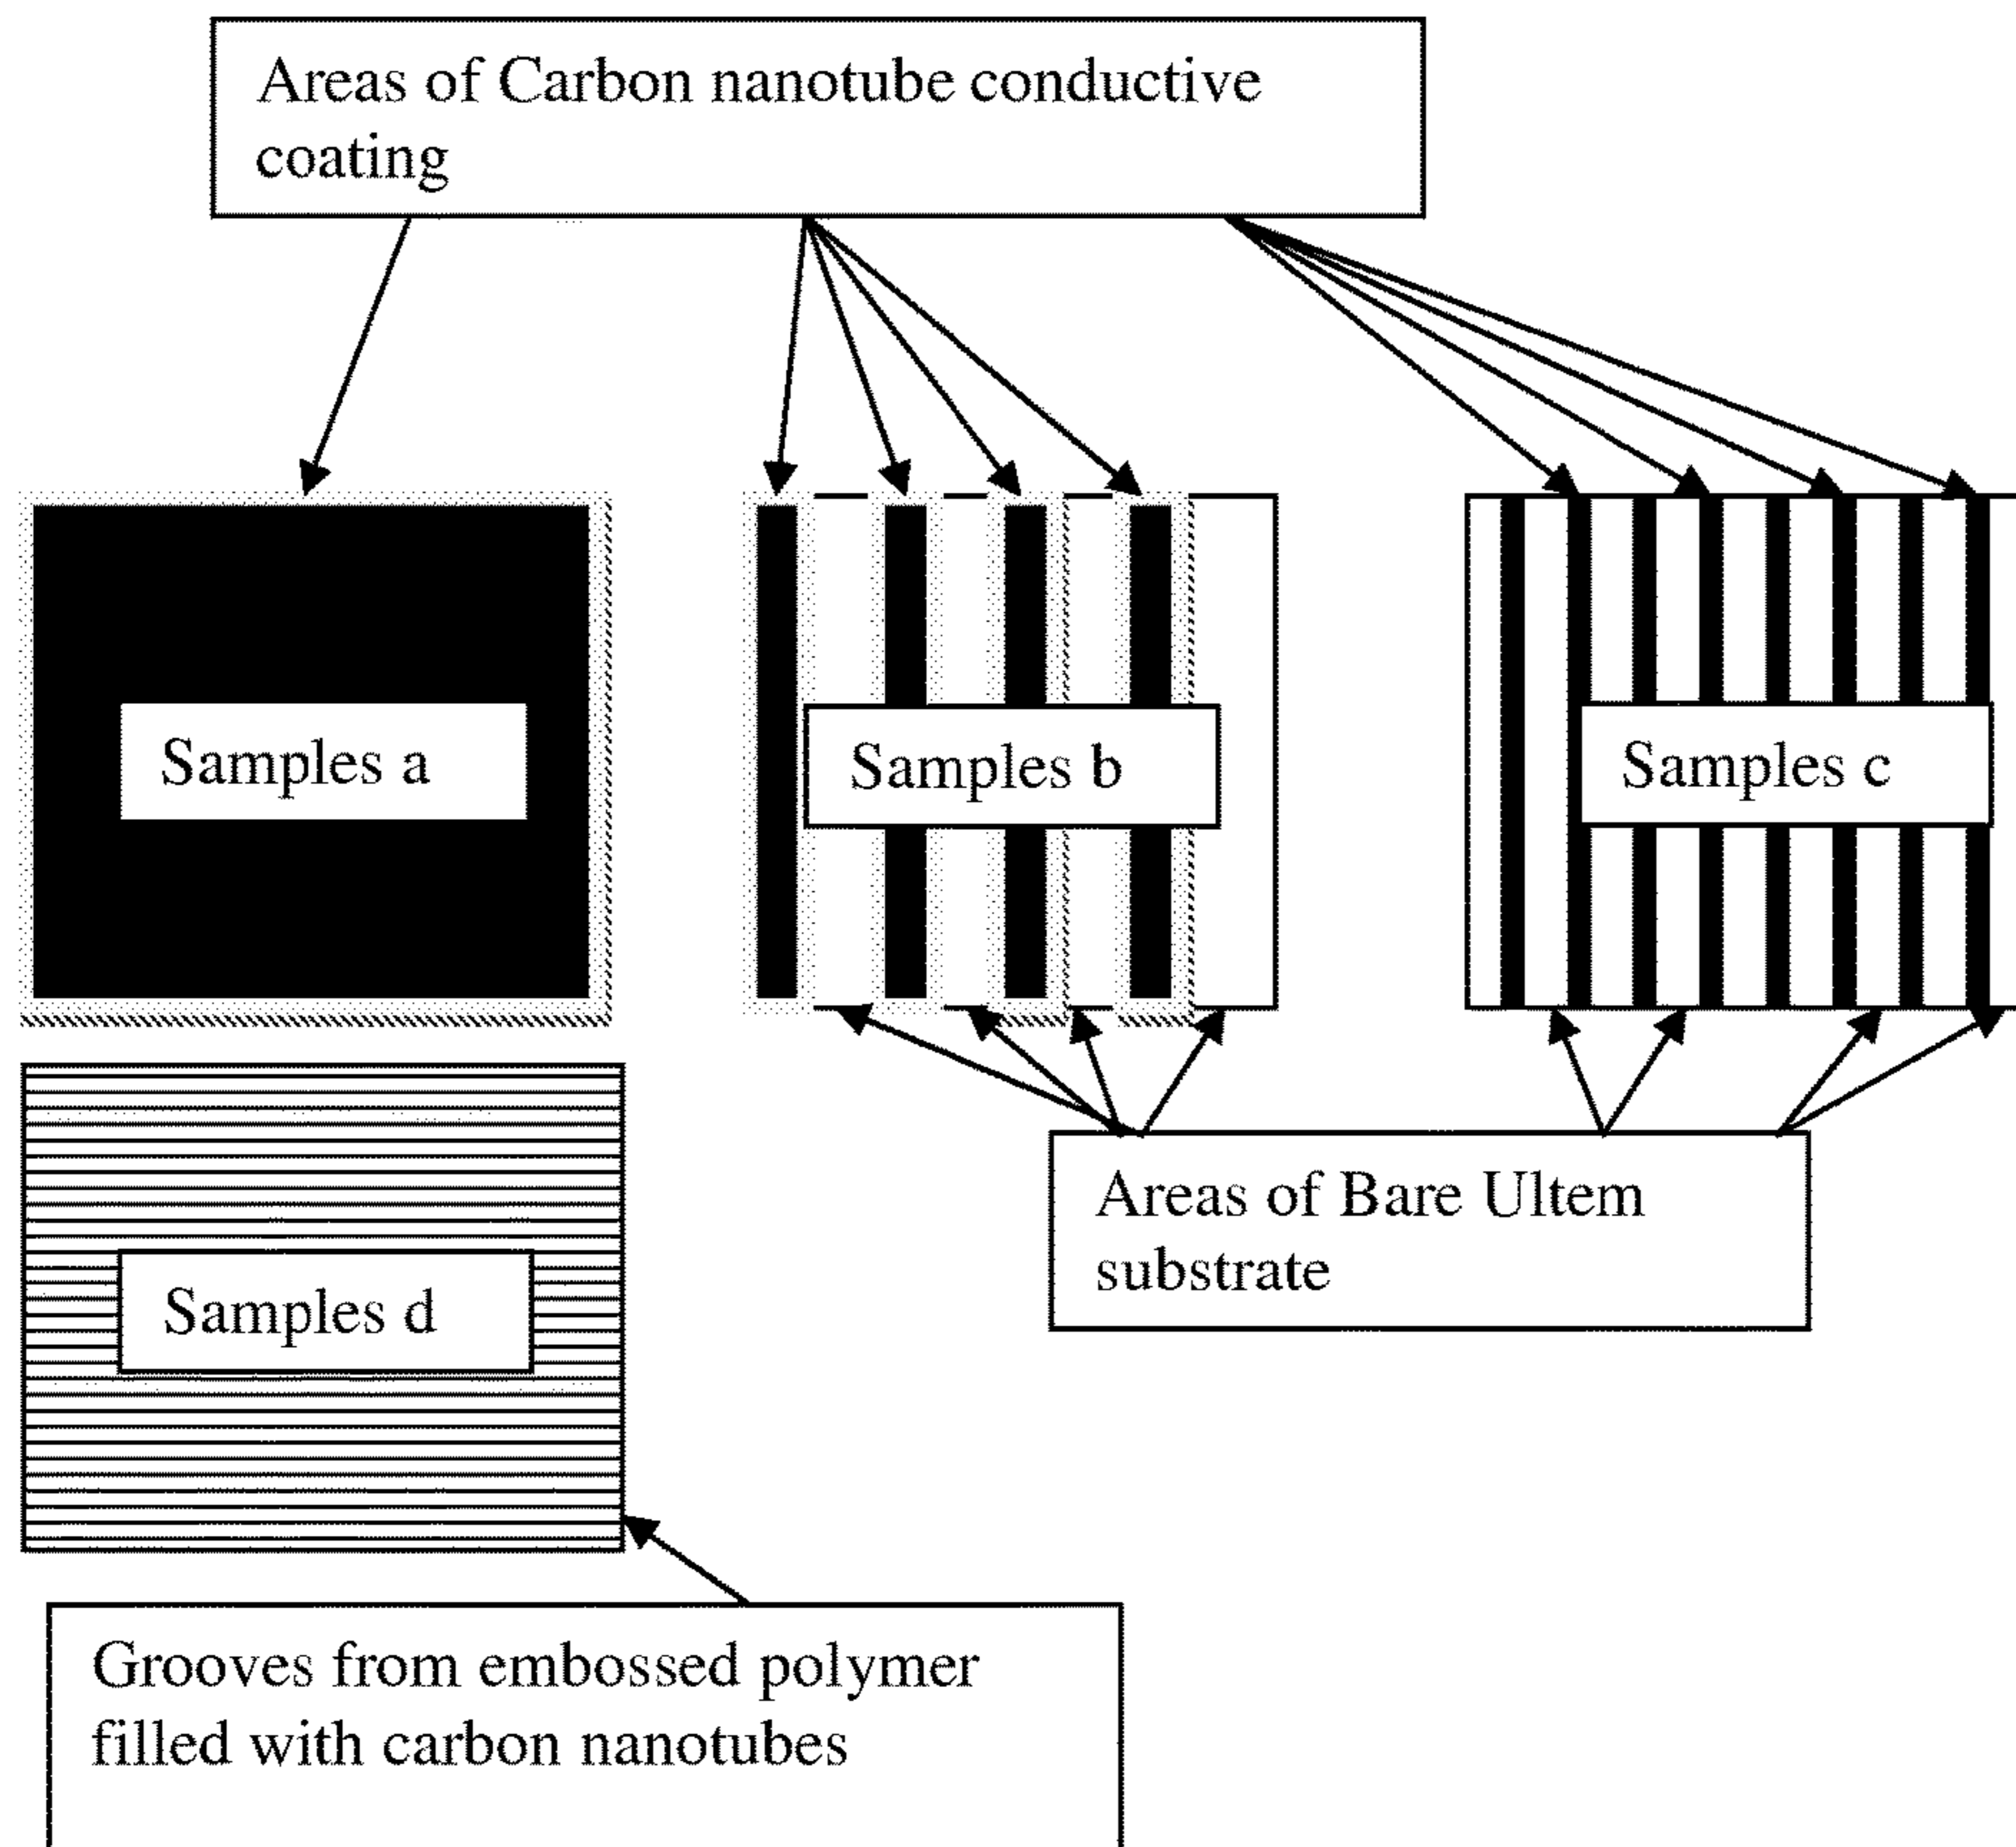 Areas of Carbon nanotube conductive
coating
Samples a
Samples b
Samples c
Samples d
Areas of Bare Ultem
substrate
Grooves from embossed polymer
filled with carbon nanotubes